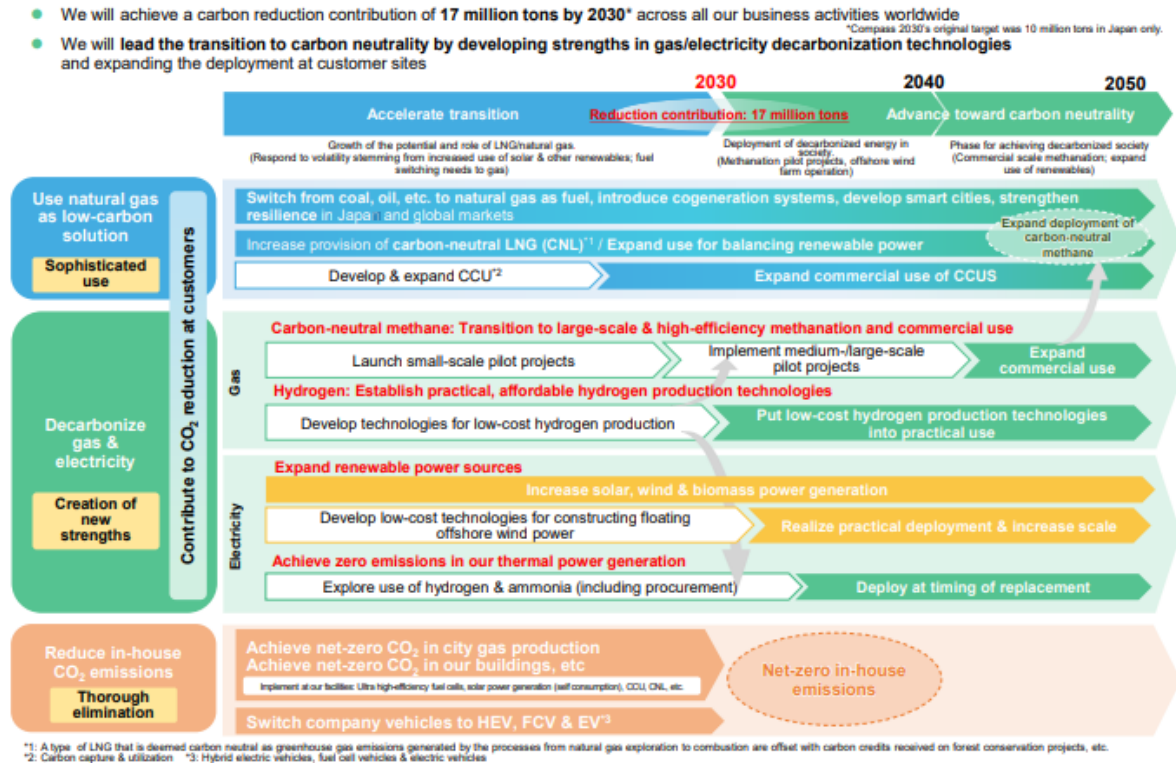 We will achieve a carbon reduction contribution of 17 million tons by 2030* across all our business activities worldwide
*Compass 2030's original target was 10 million tons in Japan only.
We will lead the transition to carbon neutrality by developing strengths in gas/electricity decarbonization technologies
and expanding the deployment at customer sites
2030
2040
2050
Accelerate transition
Reduction contribution: 17 million tons
Advance toward carbon neutrality
Growth of the potential and role of LNG/natural gas.
(Respond to volatility stemming from increased use of solar & other renewables; fuel
switching needs to gas)
Deployment of decarbonized energy in
society.
(Methanation pilot projects, offshore wind
farm operation)
Phase for achieving decarbonized society
(Commercial scale methanation; expand
use of renewables)
Use natural gas
as low-carbon
solution
Sophisticated
use
Contribute to CO2 reduction at customers
Switch from coal, oil, etc. to natural gas as fuel, introduce cogeneration systems, develop smart cities, strengthen
resilience in Japan and global markets
Increase provision of carbon-neutral LNG (CNL)*1 / Expand use for balancing renewable power
Expand deployment of
carbon-neutral
methane
Develop & expand CCU*2
Expand commercial use of CCUS
Decarbonize
gas &
electricity
Creation of
new
strengths
Gas
Carbon-neutral methane: Transition to large-scale & high-efficiency methanation and commercial use
Launch small-scale pilot projects
Implement medium-/large-scale
pilot projects
Expand
commercial use
Hydrogen: Establish practical, affordable hydrogen production technologies
Develop technologies for low-cost hydrogen production
Put low-cost hydrogen production technologies
into practical use
Electricity
Expand renewable power sources
Increase solar, wind & biomass power generation
Develop low-cost technologies for constructing floating
offshore wind power
Realize practical deployment & increase scale
Achieve zero emissions in our thermal power generation
Explore use of hydrogen & ammonia (including procurement)
Deploy at timing of replacement
Reduce in-house
CO2 emissions
Thorough
elimination
Achieve net-zero CO2 in city gas production
Achieve net-zero CO2 in our buildings, etc
Implement at our facilities: Ultra high-efficiency fuel cells, solar power generation (self consumption), CCU, CNL, etc.
Switch company vehicles to HEV, FCV & EV*3
Net-zero in-house
emissions
*1: A type of LNG that is deemed carbon neutral as greenhouse gas emissions generated by the processes from natural gas exploration to combustion are offset with carbon credits received on forest conservation projects, etc.
*2: Carbon capture & utilization *3: Hybrid electric vehicles, fuel cell vehicles & electric vehicles